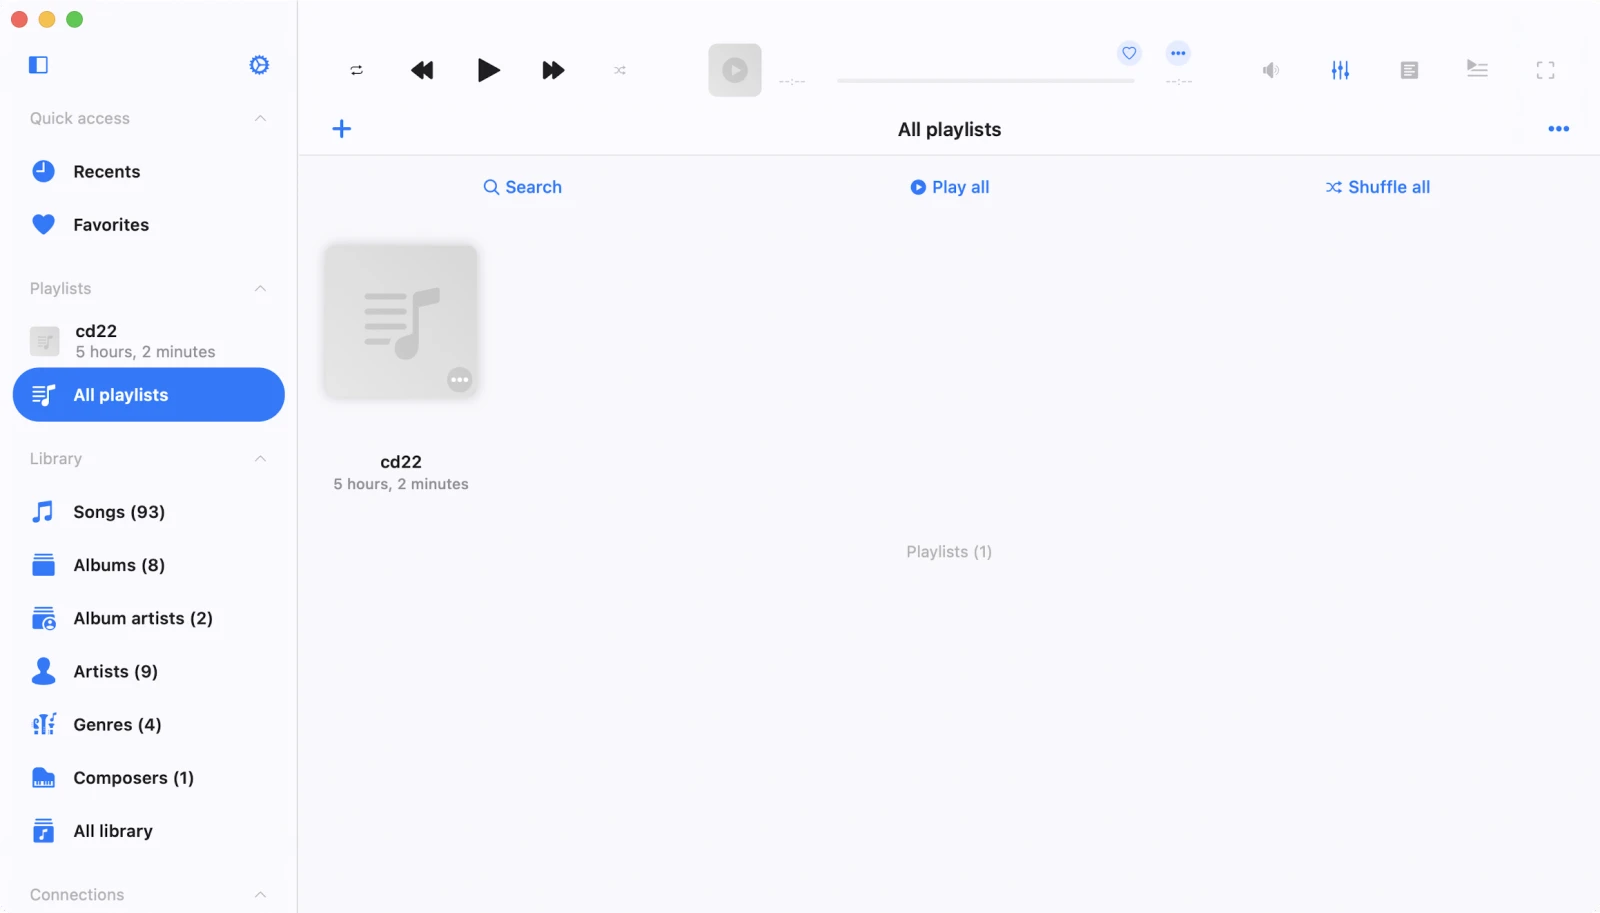 Quick access
Recents
Favorites
Playlists
cd22
5 hours, 2 minutes
All playlists
Library
Songs (93)
Albums (8)
Album artists (2)
Artists (9)
Genres (4)
Composers (1)
All library
Connections
--:--
--:--
All playlists
Search
Play all
Shuffle all
cd22
5 hours, 2 minutes
Playlists (1)